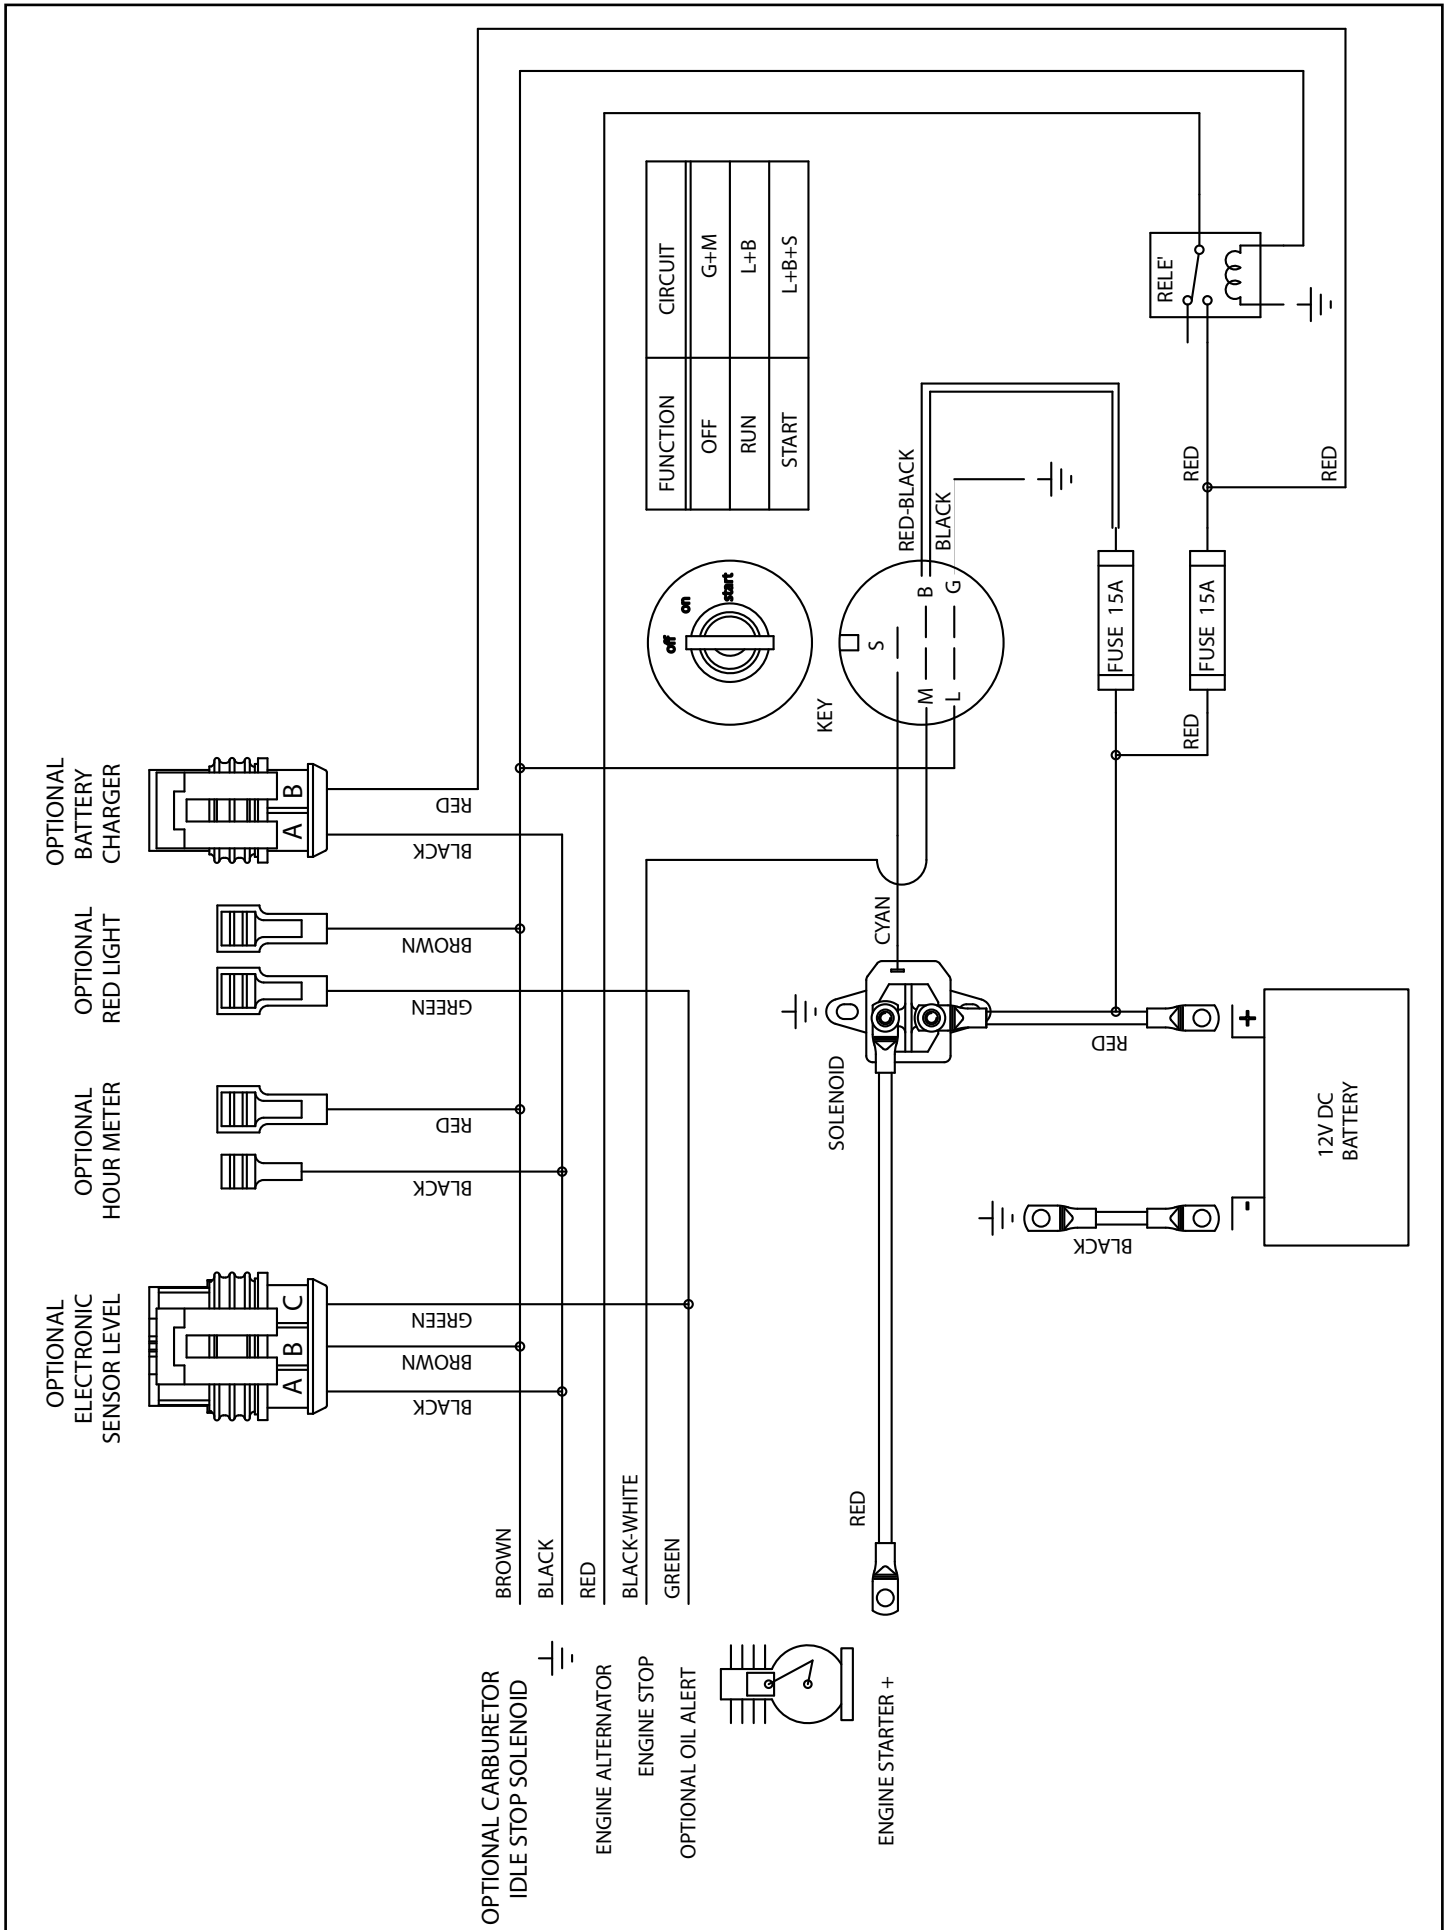 OPTIONAL
ELECTRONIC
SENSOR LEVEL
A
B
C
BLACK
BROWN
GREEN
OPTIONAL
HOUR METER
BLACK
RED
OPTIONAL
RED LIGHT
GREEN
BROWN
OPTIONAL
BATTERY
CHARGER
A
B
BLACK
RED
OPTIONAL CARBURETOR
IDLE STOP SOLENOID
BROWN
BLACK
ENGINE ALTERNATOR
RED
ENGINE STOP
BLACK-WHITE
OPTIONAL OIL ALERT
GREEN
ENGINE STARTER +
RED
SOLENOID
CYAN
KEY
off
on
start
S
M
B
L
G
RED-BLACK
BLACK
FUNCTION
CIRCUIT
OFF
G+M
RUN
L+B
START
L+B+S
RED
FUSE 15A
FUSE 15A
RED
RED
RED
RELE'
BLACK
-
+
12V DC
BATTERY